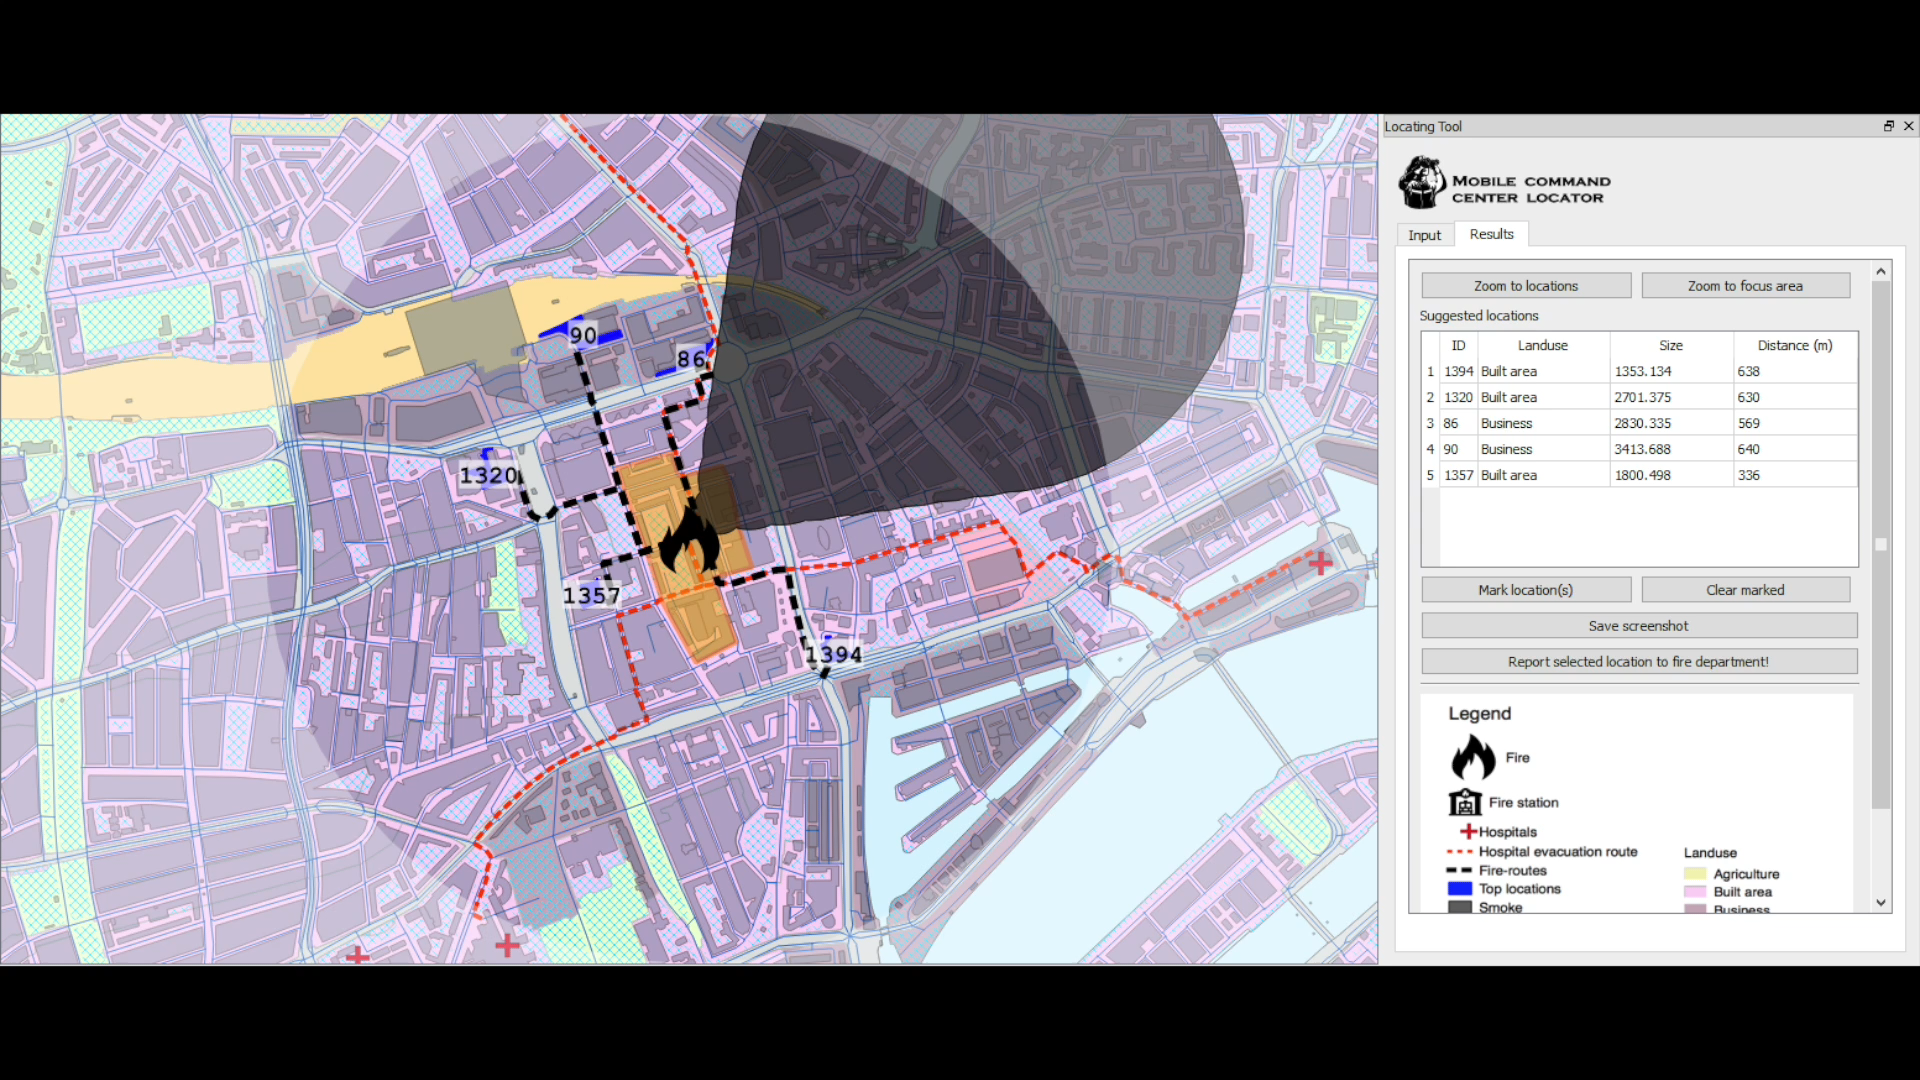 Locating Tool
MOBILE COMMAND
CENTER LOCATOR
Input
Results
Zoom to locations
Zoom to focus area
Suggested locations
ID Landuse Size Distance (m)
1 1394 Built area 1353.134 638
2 1320 Built area 2701.375 630
3 86 Business 2830.335 569
4 90 Business 3413.688 640
5 1357 Built area 1800.498 336
Mark location(s)
Clear marked
Save screenshot
Report selected location to fire department!
Legend
Fire
Fire station
Hospitals
Hospital evacuation route
Fire-routes
Top locations
Smoke
Landuse
Agriculture
Built area
Business
90
86
1320
1357
1394